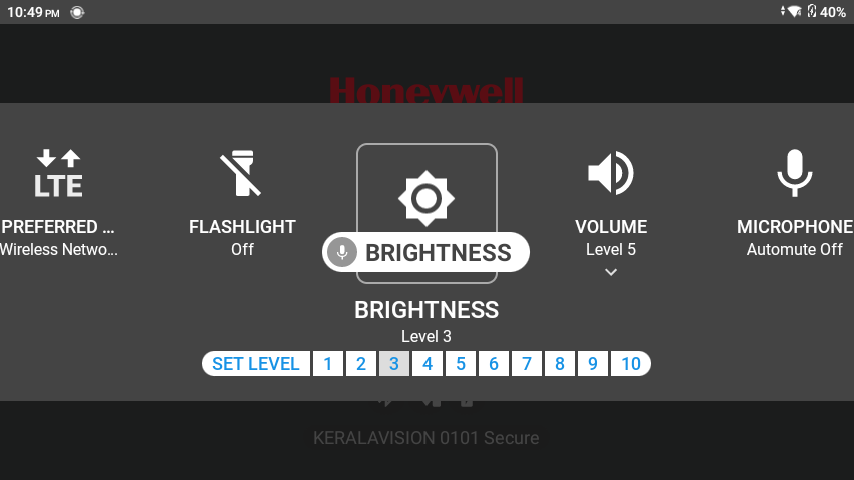 10:49 PM
40%
Honeywell
LTE
PREFERRED ...
Wireless Netwo...
FLASHLIGHT
Off
BRIGHTNESS
VOLUME
Level 5
MICROPHONE
Automute Off
BRIGHTNESS
Level 3
SET LEVEL 1 2 3 4 5 6 7 8 9 10
KERALAVISION 0101 Secure